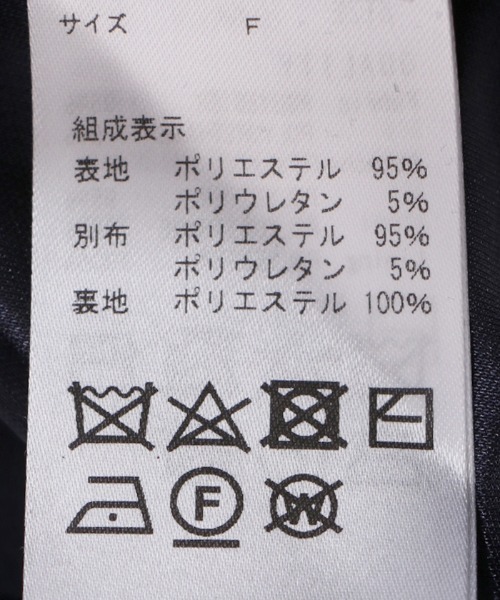 サイズ F
組成表示
表地 ポリエステル 95%
ポリウレタン 5%
別布 ポリエステル 95%
ポリウレタン 5%
裏地 ポリエステル 100%
F W